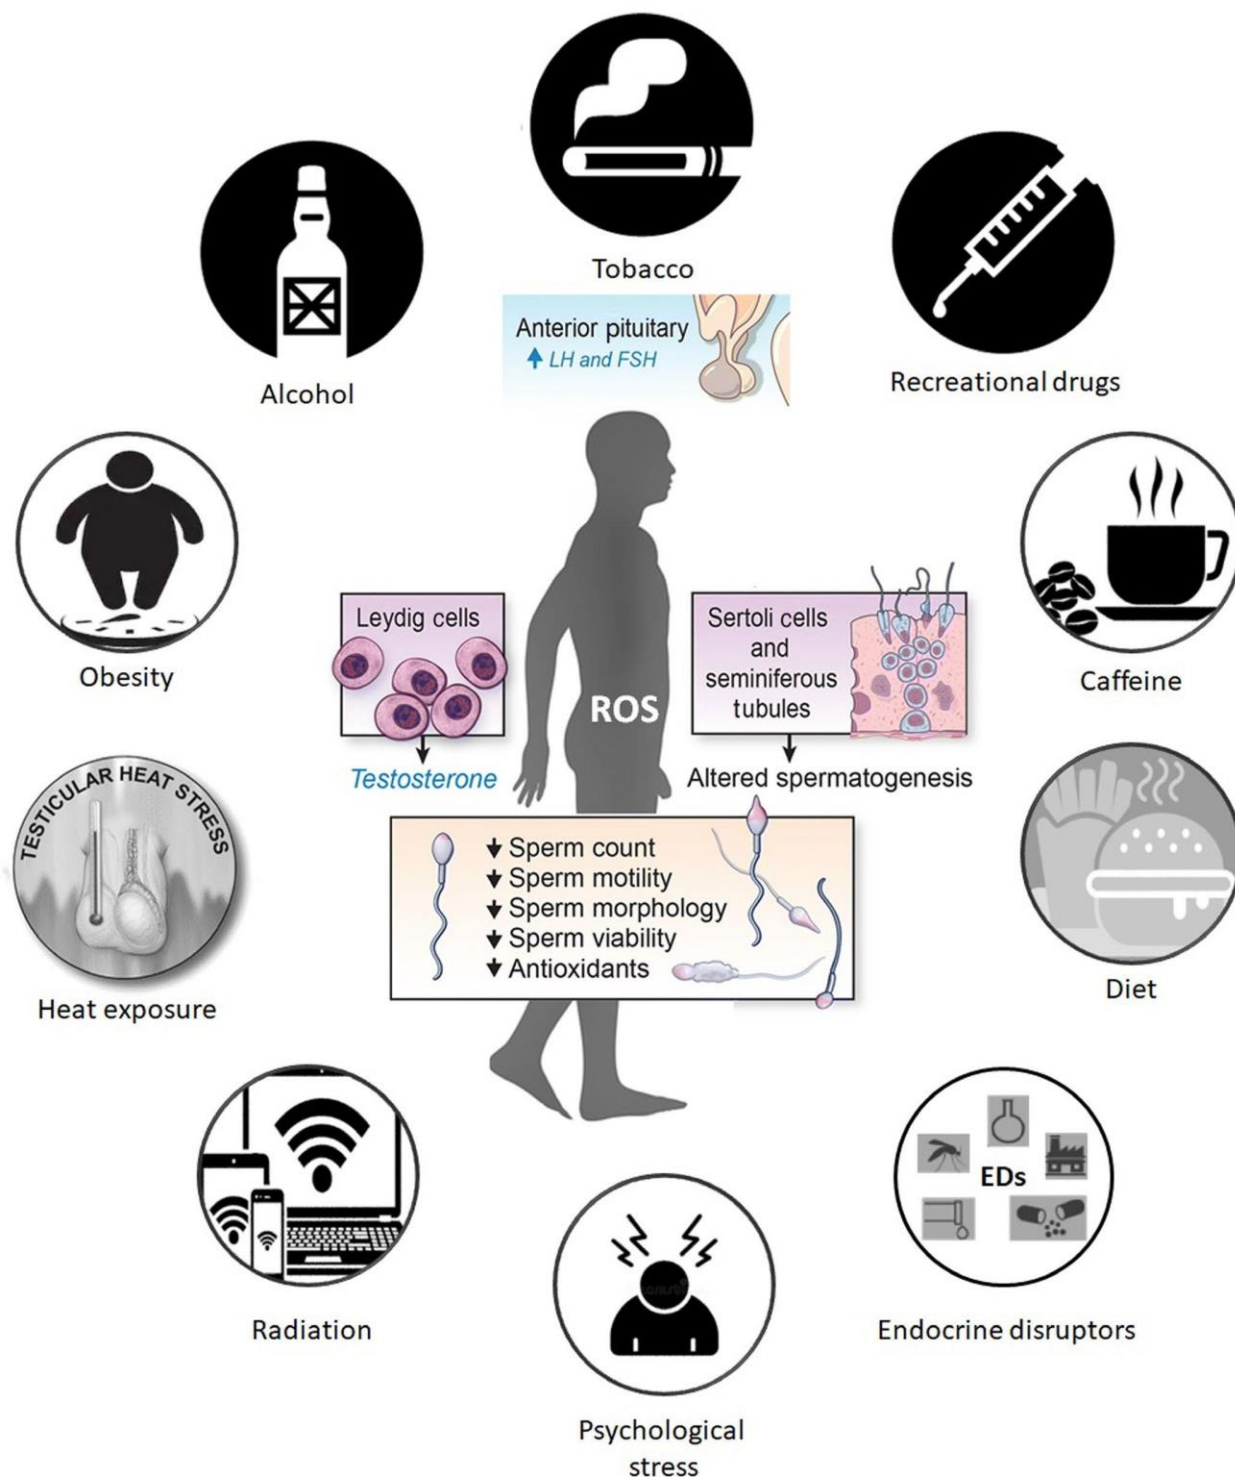 Tobacco
Alcohol
Recreational drugs
Anterior pituitary
↑ LH and FSH
Obesity
Caffeine
Leydig cells
Testosterone
ROS
Sertoli cells
and
seminiferous
tubules
Altered spermatogenesis
TESTICULAR HEAT STRESS
Heat exposure
↓ Sperm count
↓ Sperm motility
↓ Sperm morphology
↓ Sperm viability
↓ Antioxidants
Diet
Radiation
EDs
Endocrine disruptors
Psychological
stress